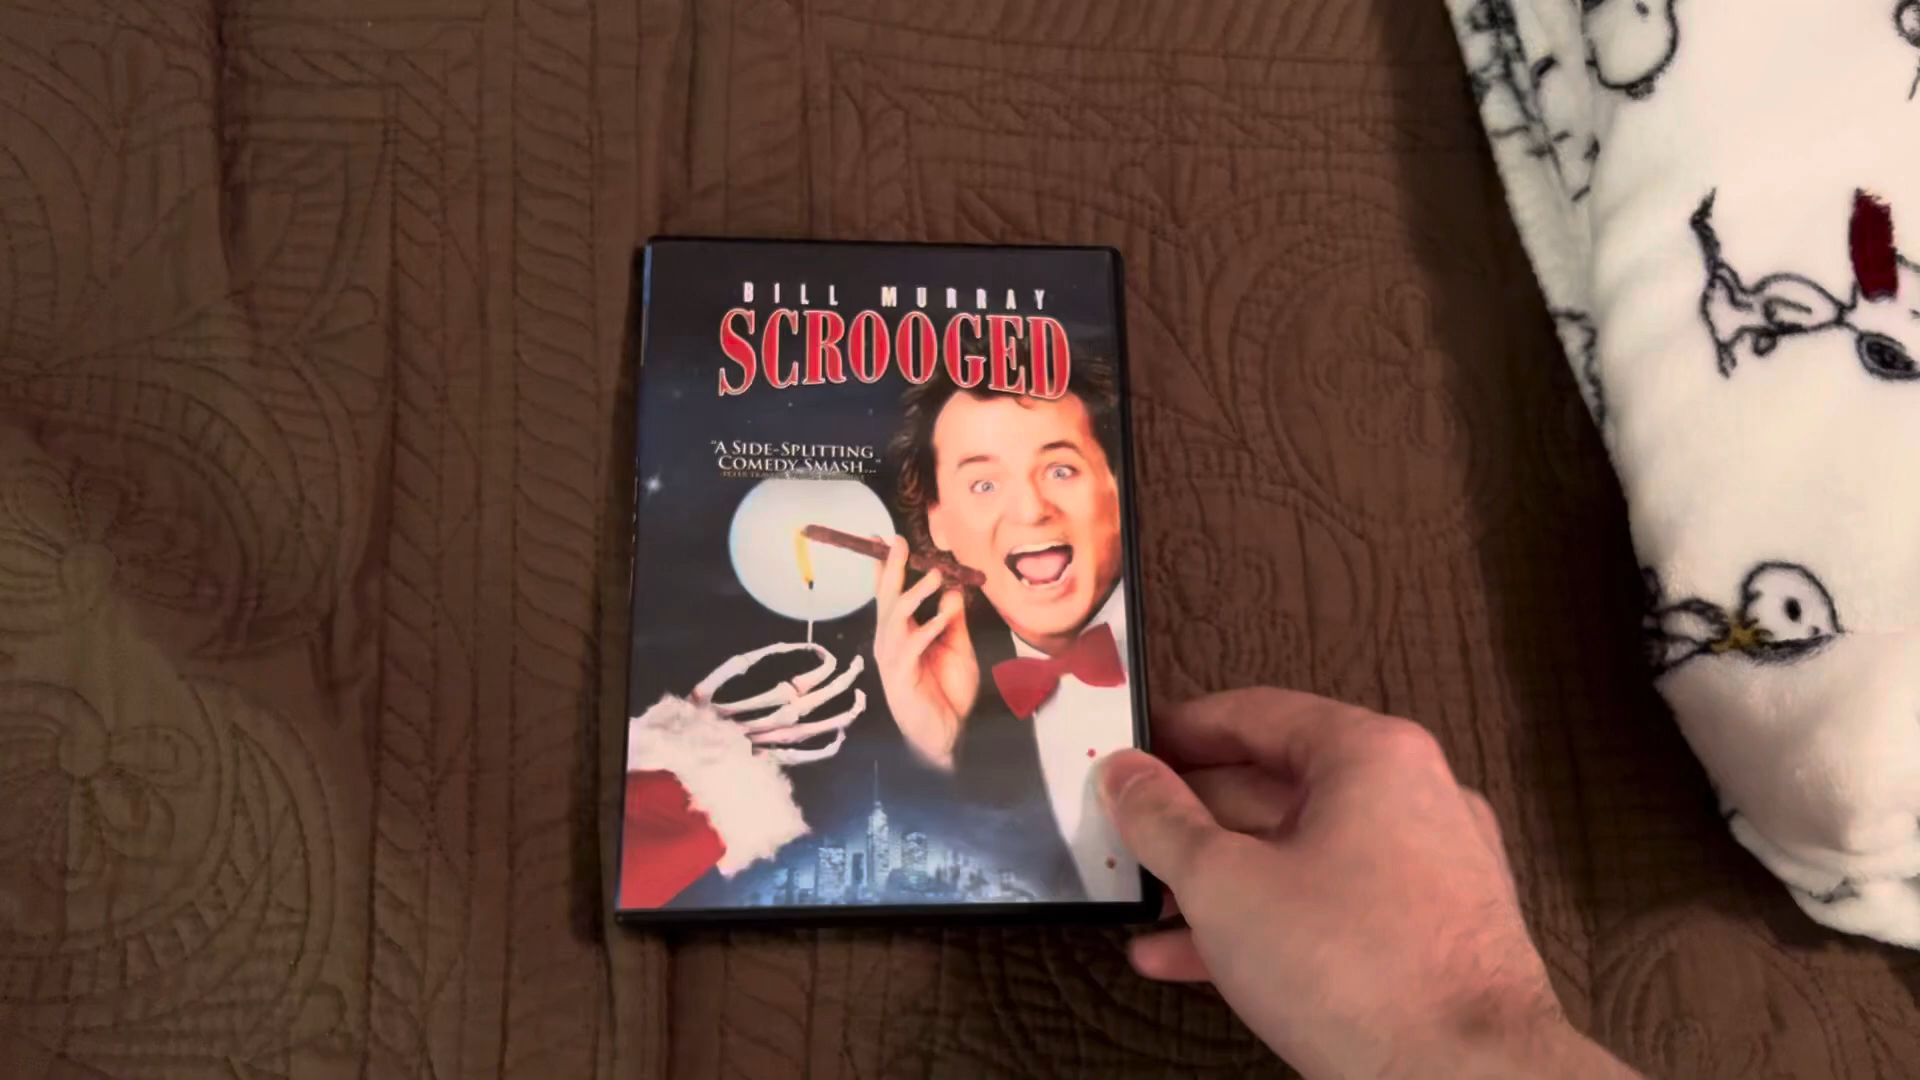 BILL MURRAY
SCROOGED
"A SIDE-SPLITTING
COMEDY SMASH..."